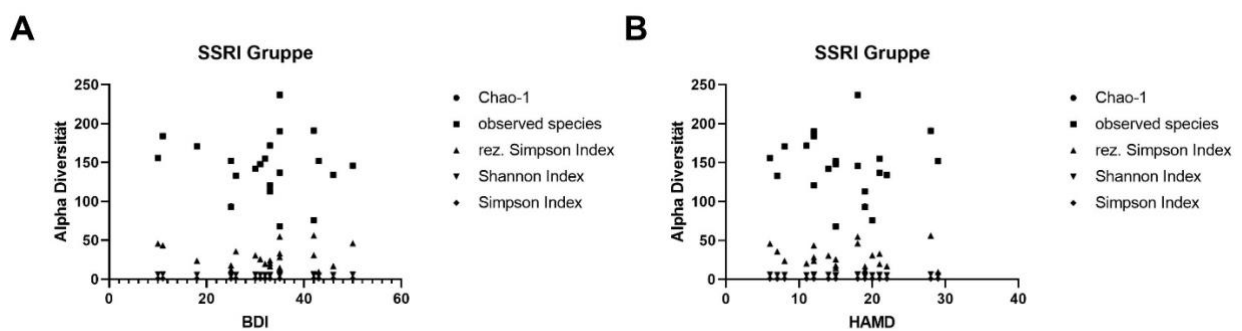 A
SSRI Gruppe
250
200
150
100
50
0
Alpha Diversität
0
20
40
60
BDI
Chao-1
observed species
rez. Simpson Index
Shannon Index
Simpson Index
B
SSRI Gruppe
250
200
150
100
50
0
Alpha Diversität
0
10
20
30
40
HAMD
Chao-1
observed species
rez. Simpson Index
Shannon Index
Simpson Index